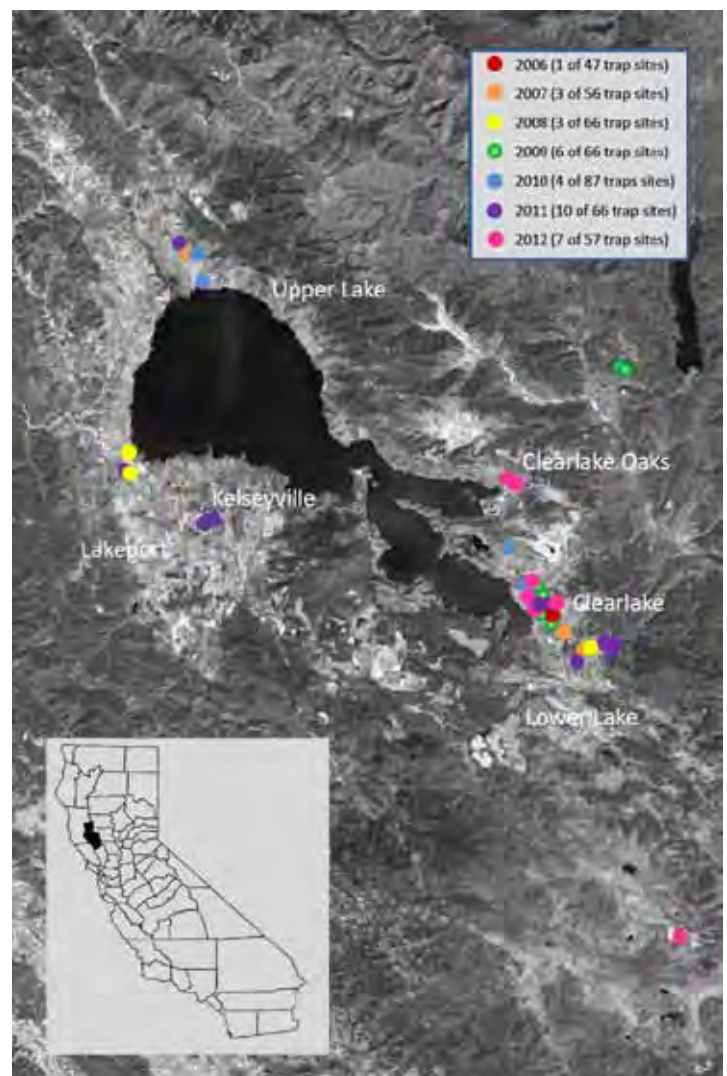 2006 (1 of 47 trap sites)
2007 (3 of 56 trap sites)
2008 (3 of 66 trap sites)
2009 (6 of 66 trap sites)
2010 (4 of 87 traps sites)
2011 (10 of 66 trap sites)
2012 (7 of 57 trap sites)
Upper Lake
Clearlake Oaks
Kelseyville
Lakeport
Clearlake
Lower Lake